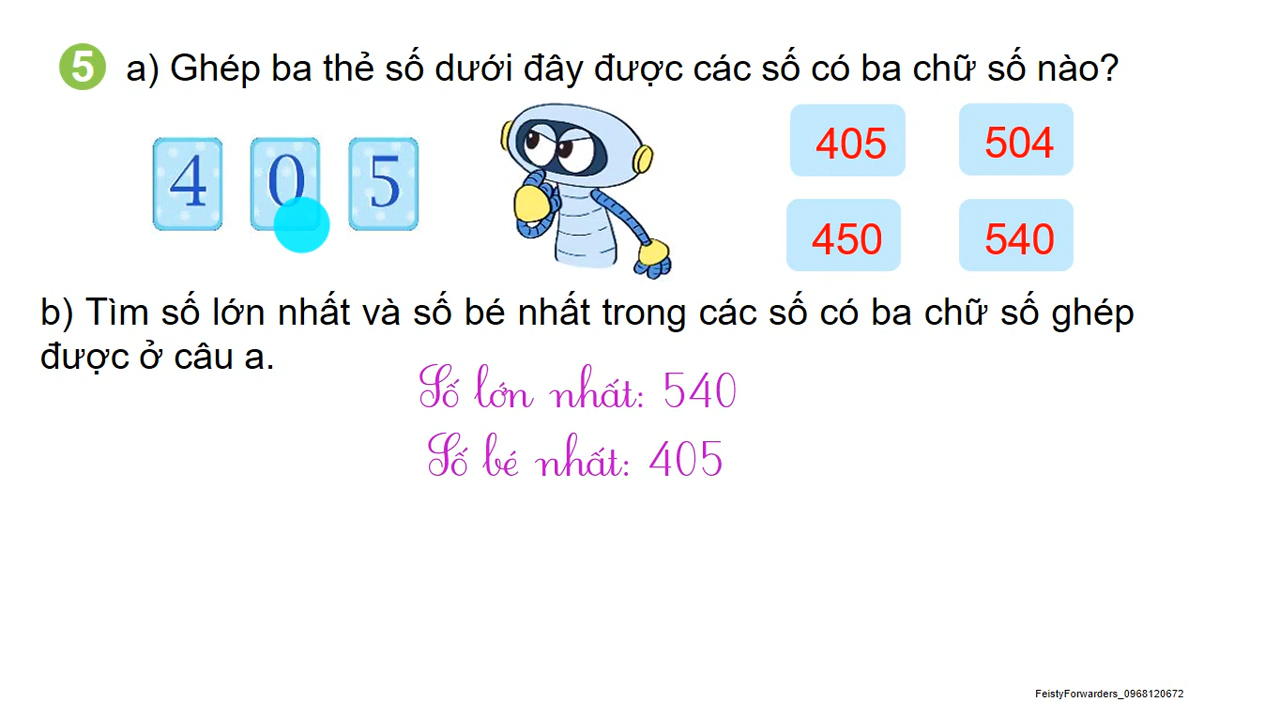 5 a) Ghép ba thẻ số dưới đây được các số có ba chữ số nào?
4 0 5
405 504
450 540
b) Tìm số lớn nhất và số bé nhất trong các số có ba chữ số ghép
được ở câu a.
Số lớn nhất: 540
Số bé nhất: 405
FeistyForwarders_0968120672